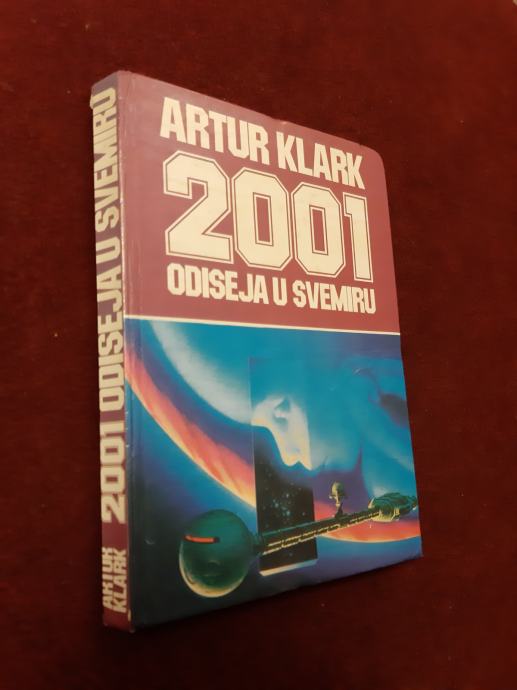 ARTUR KLARK
2001
ODISEJA U SVEMIRU
ARTUR
KLARK
2001 ODISEJA U SVEMIRU